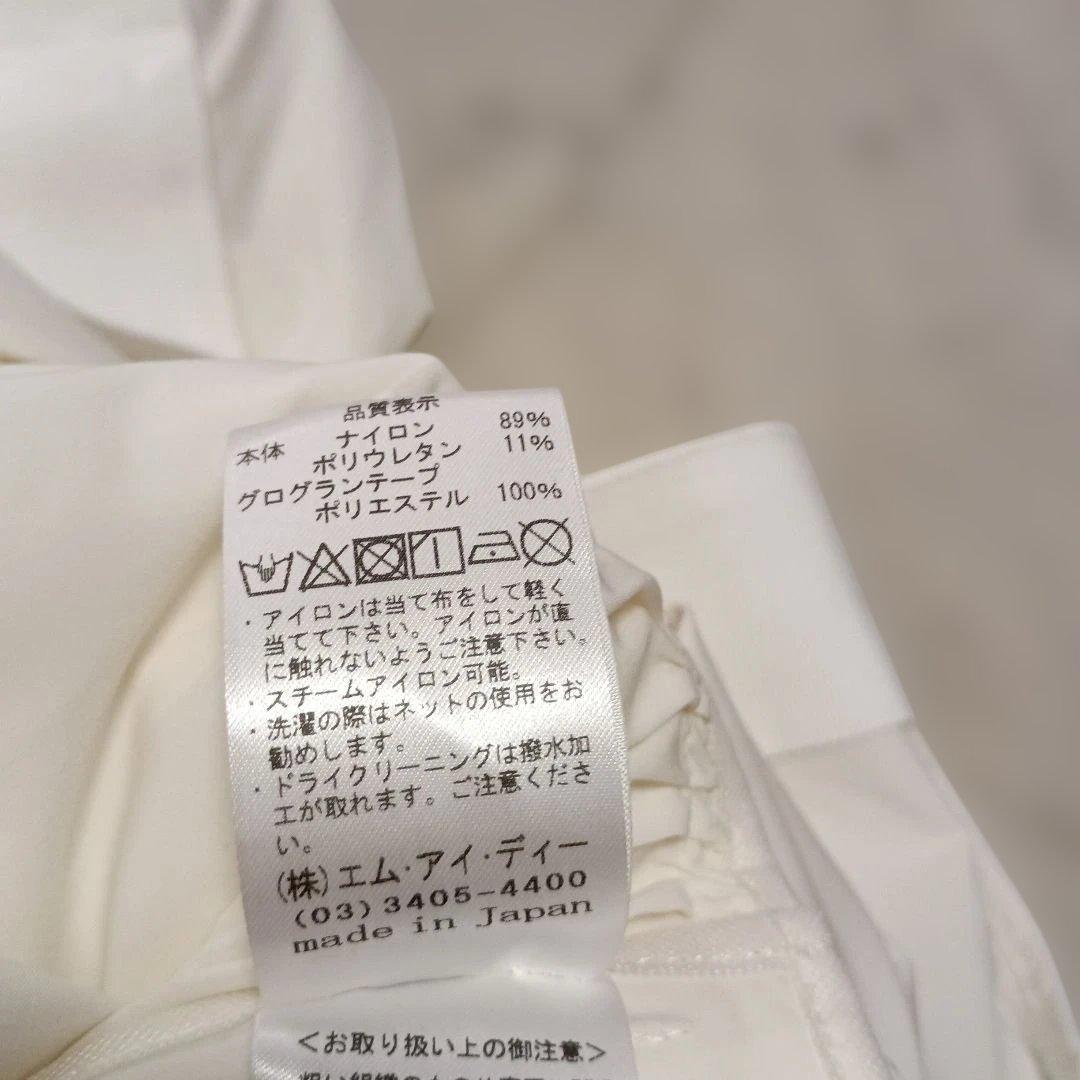 品質表示
本体 ナイロン 89%
ポリウレタン 11%
グログランテープ
ポリエステル 100%
・アイロンは当て布をして軽く
当てて下さい。アイロンが直
に触れないようご注意下さい。
・スチームアイロン可能。
・洗濯の際はネットの使用をお
勧めします。
・ドライクリーニングは撥水加
工が取れます。ご注意くださ
い。
(株)エム・アイ・ディー
(03)3405-4400
made in Japan
<お取り扱い上の御注意>